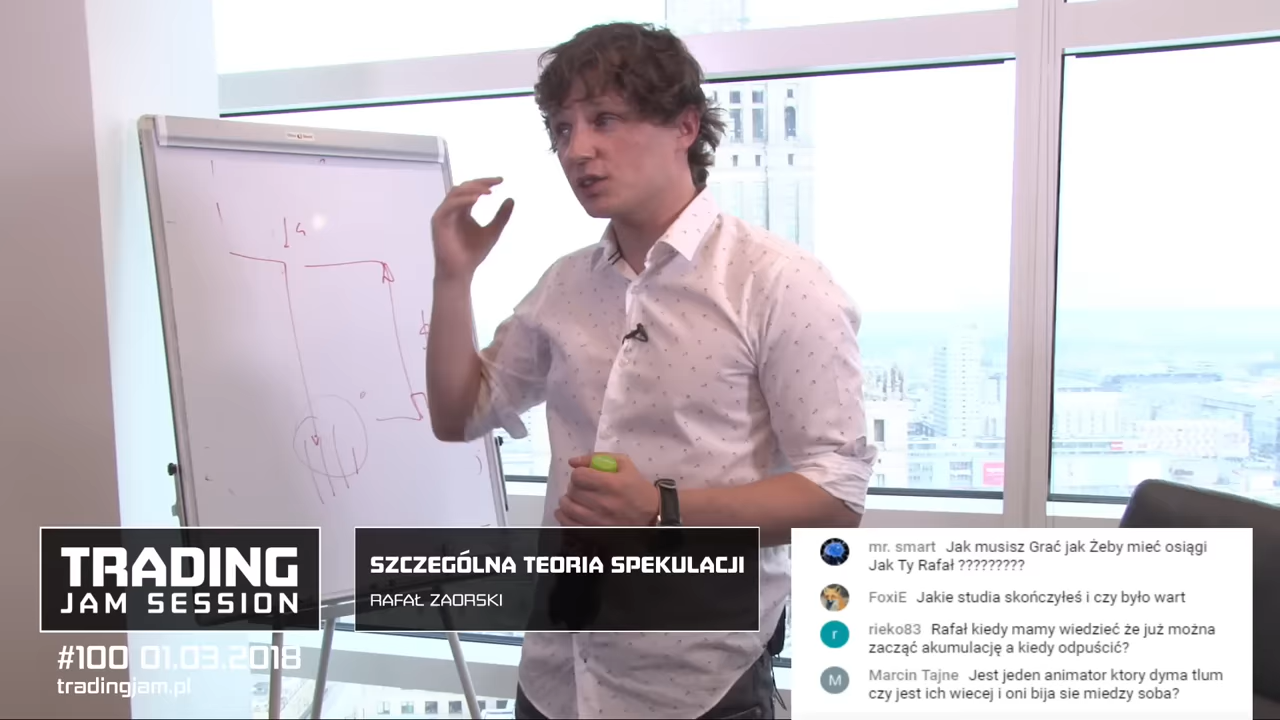 TRADING
JAM SESSION
#100 01.03.2018
tradingjam.pl
SZCZEGÓLNA TEORIA SPEKULACJI
RAFAŁ ZAORSKI
mr. smart Jak musisz Grać jak Żeby mieć osiągi
Jak Ty Rafał ?????????
FoxiE Jakie studia skończyłeś i czy było wart
r
rieko83 Rafał kiedy mamy wiedzieć że już można
zacząć akumulację a kiedy odpuścić?
M
Marcin Tajne Jest jeden animator ktory dyma tlum
czy jest ich wiecej i oni bija sie miedzy soba?